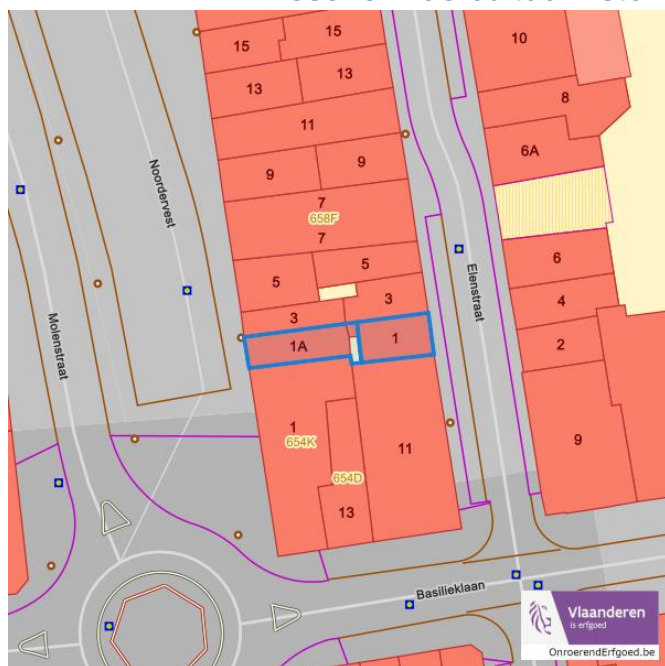 15
15
10
13
13
8
11
6A
9
9
7
658F
7
Noordervest
5
5
6
Elenstraat
3
3
4
Molenstraat
1A
1
2
1
654K
11
9
654D
13
Basilieklaan
Vlaanderen
is erfgoed
OnroerendErfgoed.be